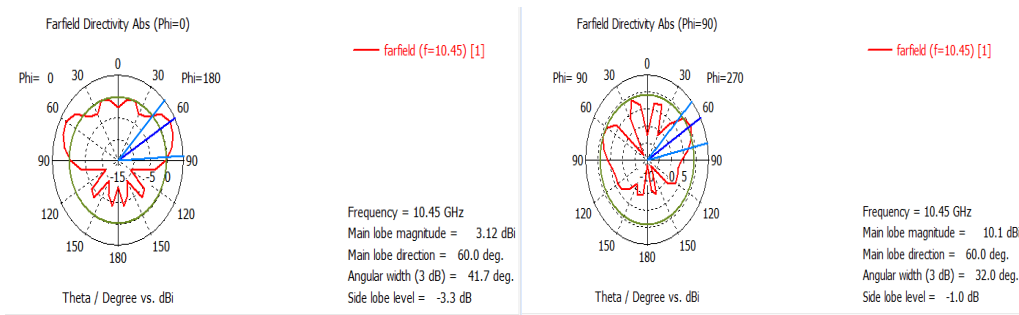 Farfield Directivity Abs (Phi=0)
farfield (f=10.45) [1]
Phi= 0 30 0 30 Phi=180
60 60
90 -15 -5 0 90
120 120
150 150
180
Frequency = 10.45 GHz
Main lobe magnitude = 3.12 dBi
Main lobe direction = 60.0 deg.
Angular width (3 dB) = 41.7 deg.
Side lobe level = -3.3 dB
Theta / Degree vs. dBi
Farfield Directivity Abs (Phi=90)
farfield (f=10.45) [1]
Phi= 90 30 0 30 Phi=270
60 60
90 0 5 90
120 120
150 150
180
Frequency = 10.45 GHz
Main lobe magnitude = 10.1 dBi
Main lobe direction = 60.0 deg.
Angular width (3 dB) = 32.0 deg.
Side lobe level = -1.0 dB
Theta / Degree vs. dBi